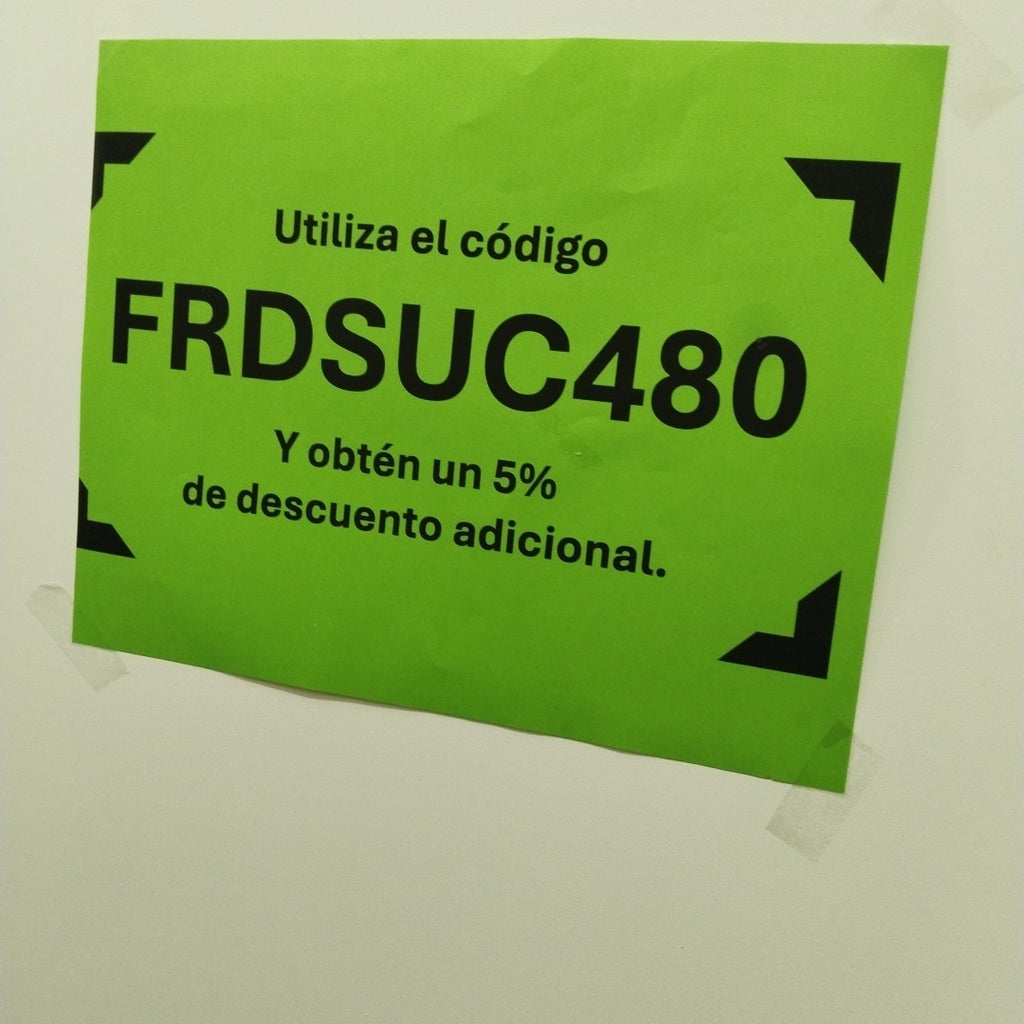 Utiliza el código
FRDSUC480
Y obtén un 5%
de descuento adicional.